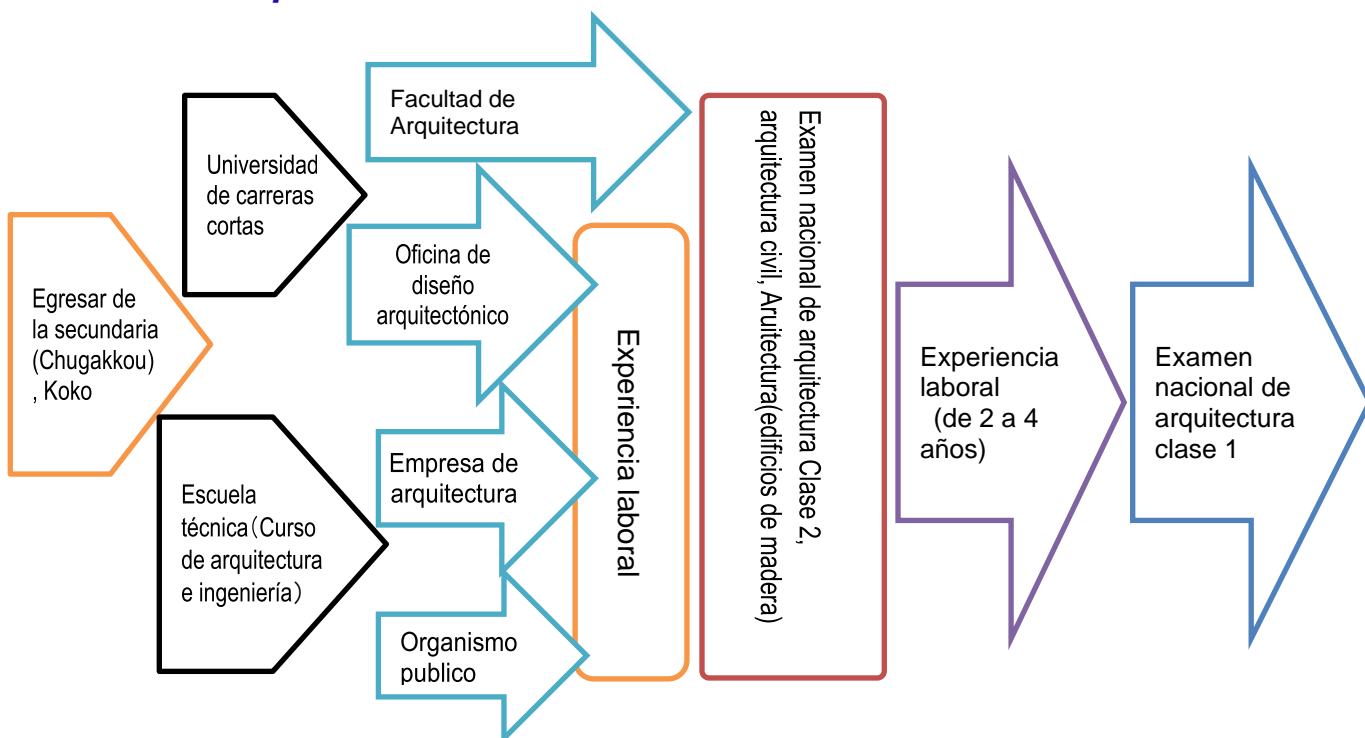 Egresar de
la secundaria
(Chugakkou)
, Koko
Universidad
de carreras
cortas
Escuela
técnica（Curso
de arquitectura
e ingeniería）
Facultad de
Arquitectura
Oficina de
diseño
arquitectónico
Empresa de
arquitectura
Organismo
publico
Experiencia laboral
Examen nacional de arquitectura Clase 2,
arquitectura civil, Aruitectura(edificios de madera)
Experiencia
laboral
(de 2 a 4
años)
Examen
nacional de
arquitectura
clase 1